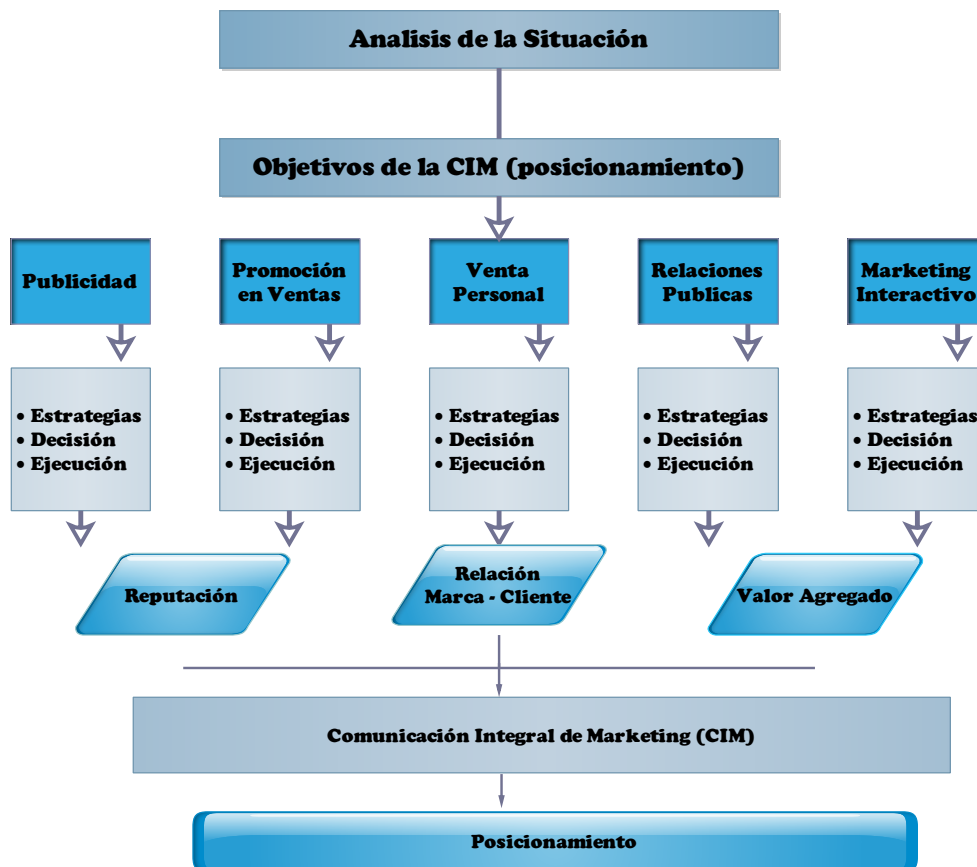 Analisis de la Situación
Objetivos de la CIM (posicionamiento)
Publicidad
Promoción
en Ventas
Venta
Personal
Relaciones
Publicas
Marketing
Interactivo
• Estrategias
• Decisión
• Ejecución
• Estrategias
• Decisión
• Ejecución
• Estrategias
• Decisión
• Ejecución
• Estrategias
• Decisión
• Ejecución
• Estrategias
• Decisión
• Ejecución
Reputación
Relación
Marca - Cliente
Valor Agregado
Comunicación Integral de Marketing (CIM)
Posicionamiento